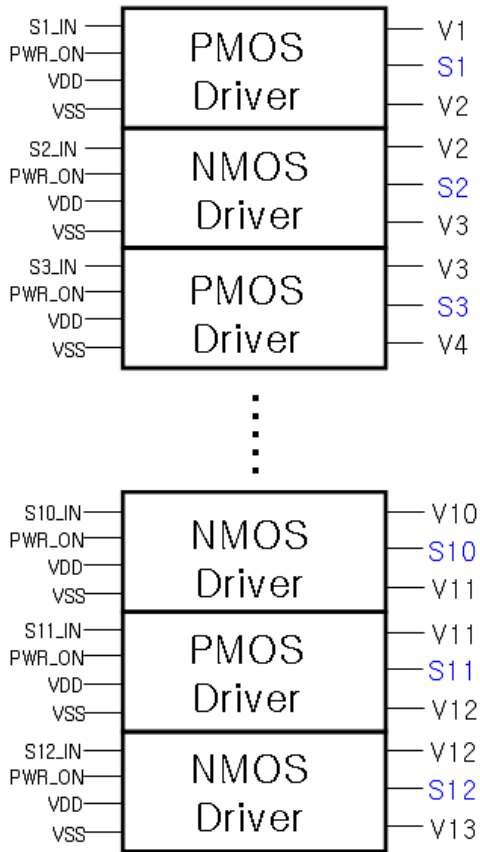 S1_IN
PWR_ON
VDD
VSS
PMOS
Driver
V1
S1
V2
S2_IN
PWR_ON
VDD
VSS
NMOS
Driver
V2
S2
V3
S3_IN
PWR_ON
VDD
VSS
PMOS
Driver
V3
S3
V4
S10_IN
PWR_ON
VDD
VSS
NMOS
Driver
V10
S10
V11
S11_IN
PWR_ON
VDD
VSS
PMOS
Driver
V11
S11
V12
S12_IN
PWR_ON
VDD
VSS
NMOS
Driver
V12
S12
V13